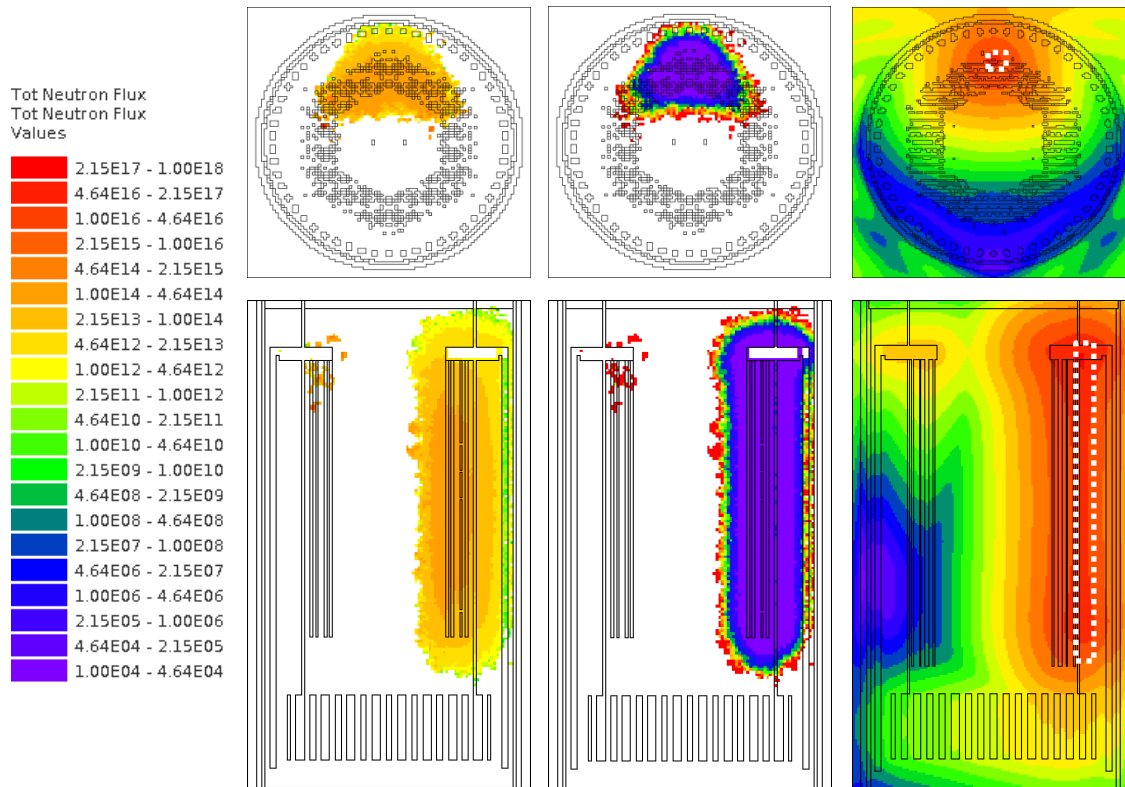 Tot Neutron Flux
Tot Neutron Flux
Values
2.15E17 - 1.00E18
4.64E16 - 2.15E17
1.00E16 - 4.64E16
2.15E15 - 1.00E16
4.64E14 - 2.15E15
1.00E14 - 4.64E14
2.15E13 - 1.00E14
4.64E12 - 2.15E13
1.00E12 - 4.64E12
2.15E11 - 1.00E12
4.64E10 - 2.15E11
1.00E10 - 4.64E10
2.15E09 - 1.00E10
4.64E08 - 2.15E09
1.00E08 - 4.64E08
2.15E07 - 1.00E08
4.64E06 - 2.15E07
1.00E06 - 4.64E06
2.15E05 - 1.00E06
4.64E04 - 2.15E05
1.00E04 - 4.64E04